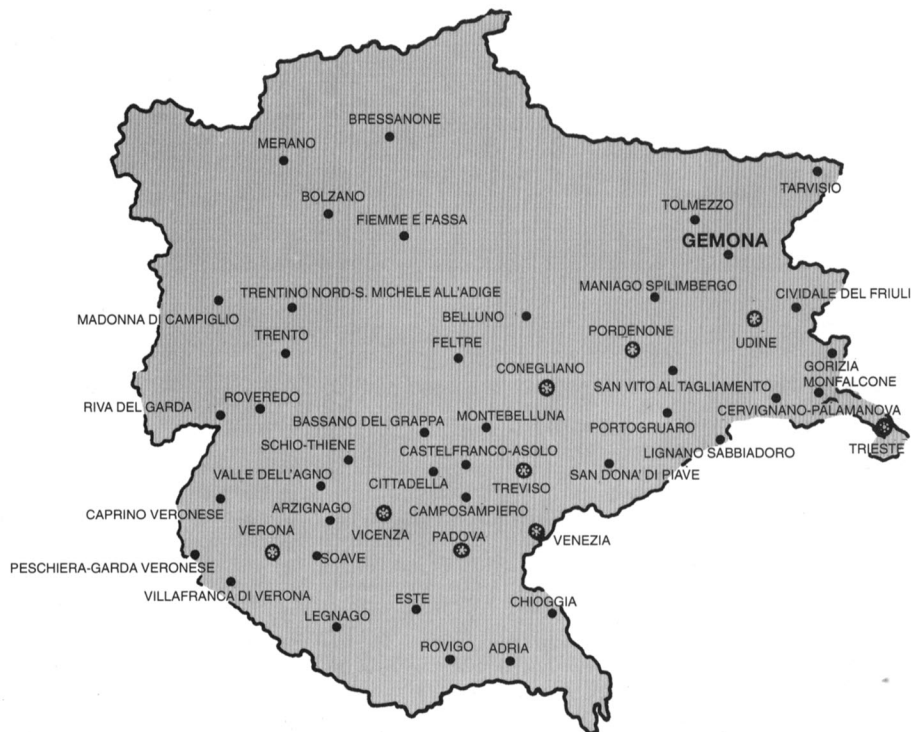 BRESSANONE
MERANO
TARVISIO
BOLZANO
TOLMEZZO
FIEMME E FASSA
GEMONA
MANIAGO SPILIMBERGO
TRENTINO NORD-S. MICHELE ALL'ADIGE
CIVIDALE DEL FRIULI
MADONNA DI CAMPIGLIO
BELLUNO
PORDENONE
UDINE
TRENTO
FELTRE
CONEGLIANO
GORIZIA
MONFALCONE
SAN VITO AL TAGLIAMENTO
ROVEREDO
RIVA DEL GARDA
CERVIGNANO-PALAMANOVA
MONTEBELLUNA
BASSANO DEL GRAPPA
PORTOGRUARO
TRIESTE
SCHIO-THIENE
CASTELFRANCO-ASOLO
LIGNANO SABBIADORO
VALLE DELL'AGNO
CITTADELLA
TREVISO
SAN DONA' DI PIAVE
CAPRINO VERONESE
ARZIGNAGO
CAMPOSAMPIERO
VERONA
VICENZA
PADOVA
VENEZIA
SOAVE
PESCHIERA-GARDA VERONESE
VILLAFRANCA DI VERONA
ESTE
CHIOGGIA
LEGNAGO
ROVIGO
ADRIA